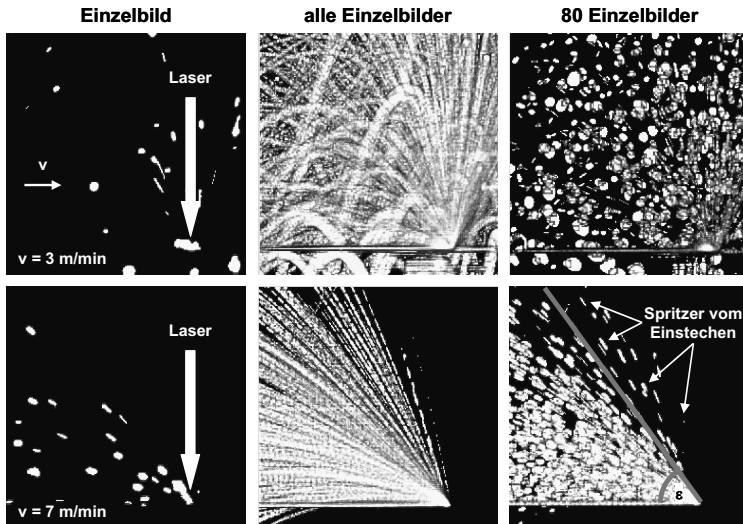 Einzelbild
alle Einzelbilder
80 Einzelbilder
Laser
v
v = 3 m/min
Laser
v = 7 m/min
Spritzer vom
Einstechen
ε